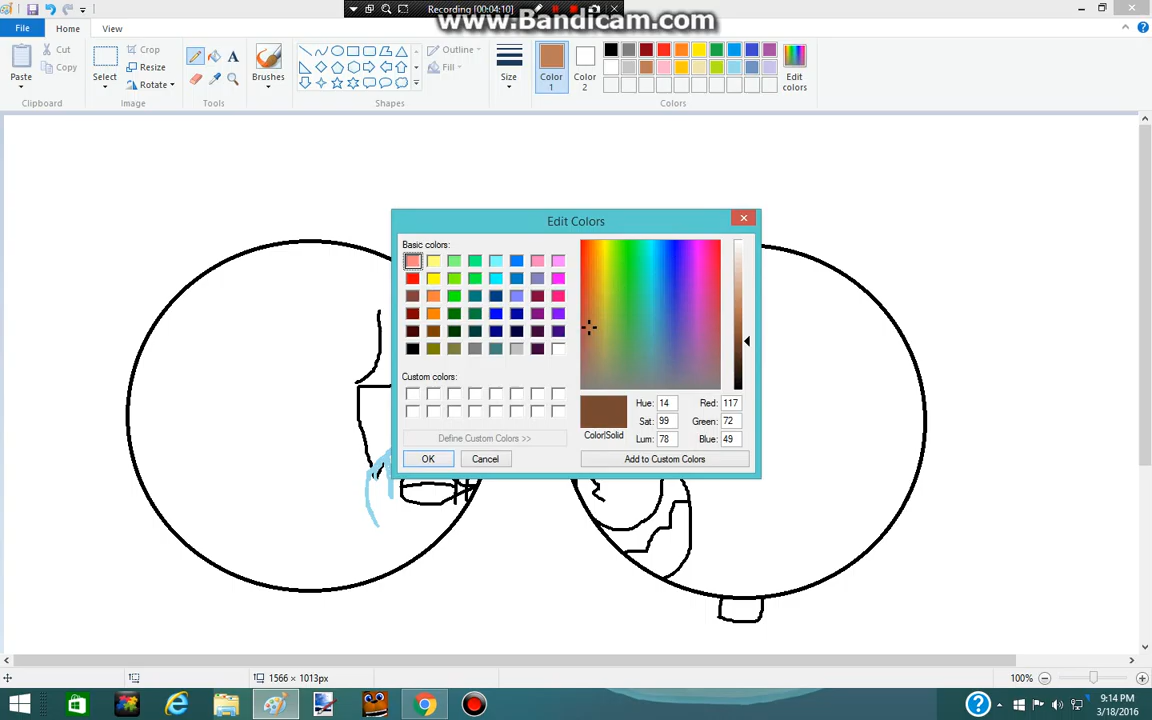 Recording [00:04:10]
www.Bandicam.com
File Home View
Paste Cut Copy
Clipboard
Select Crop Resize Rotate
Image
Tools
Brushes
Outline
Fill
Shapes
Size
Color 1
Color 2
Colors
Edit colors
Edit Colors
Basic colors:
Custom colors:
Define Custom Colors >>
OK Cancel
Color|Solid
Hue: 14 Red: 117
Sat: 99 Green: 72
Lum: 78 Blue: 49
Add to Custom Colors
1566 × 1013px
100%
9:14 PM
3/18/2016